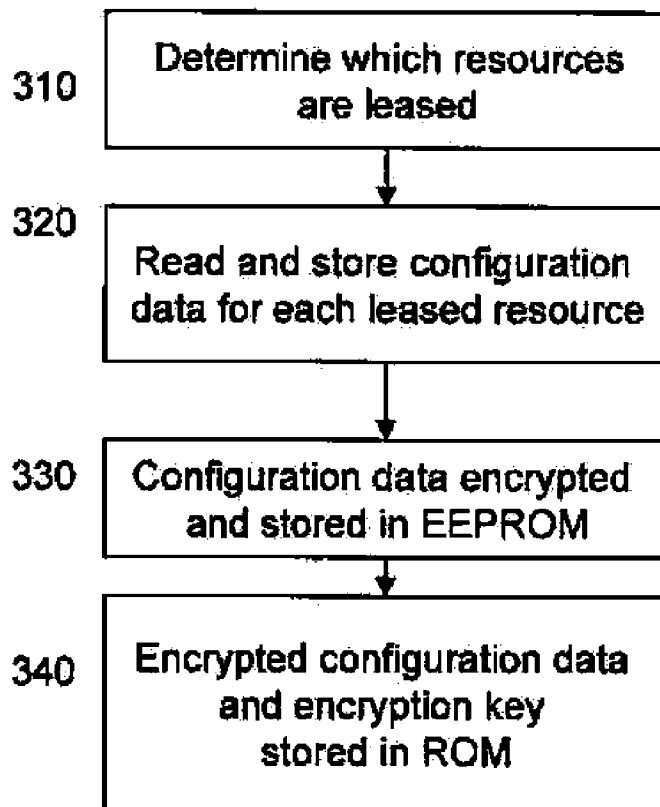 310
Determine which resources
are leased
320
Read and store configuration
data for each leased resource
330
Configuration data encrypted
and stored in EEPROM
340
Encrypted configuration data
and encryption key
stored in ROM